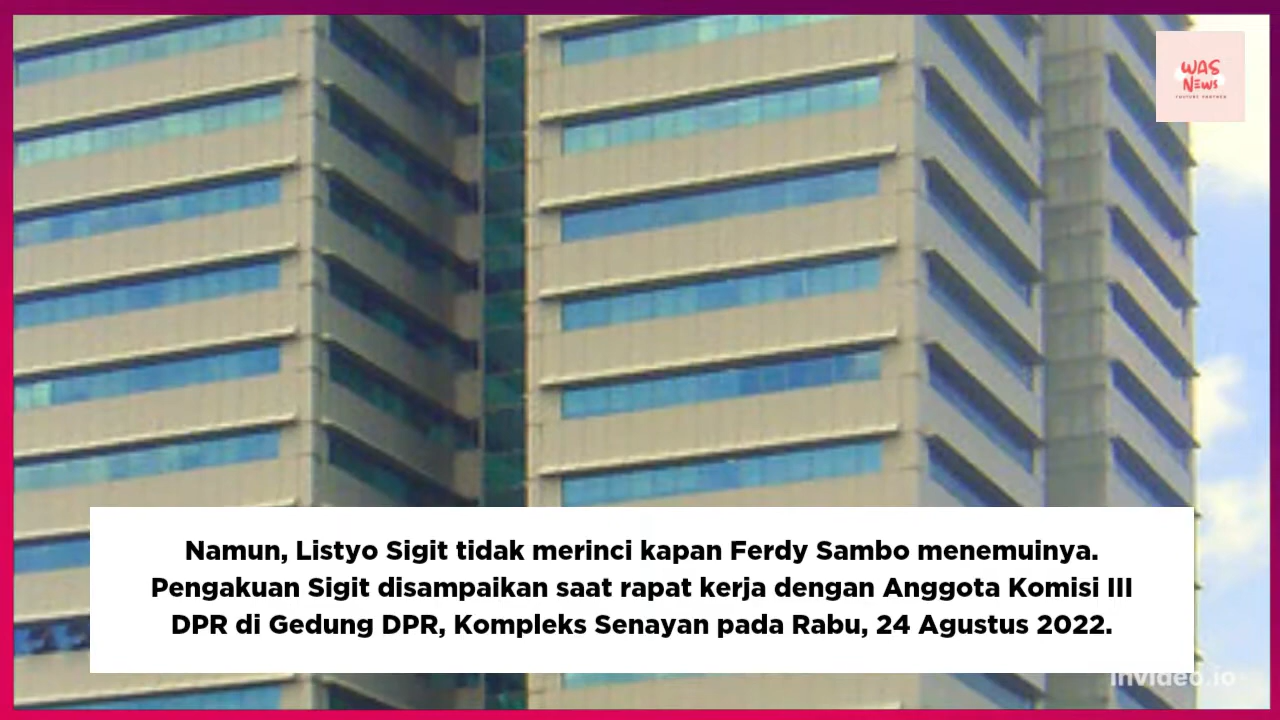 WAS
NEWS
Namun, Listyo Sigit tidak merinci kapan Ferdy Sambo menemuinya.
Pengakuan Sigit disampaikan saat rapat kerja dengan Anggota Komisi III
DPR di Gedung DPR, Kompleks Senayan pada Rabu, 24 Agustus 2022.
invideo.io